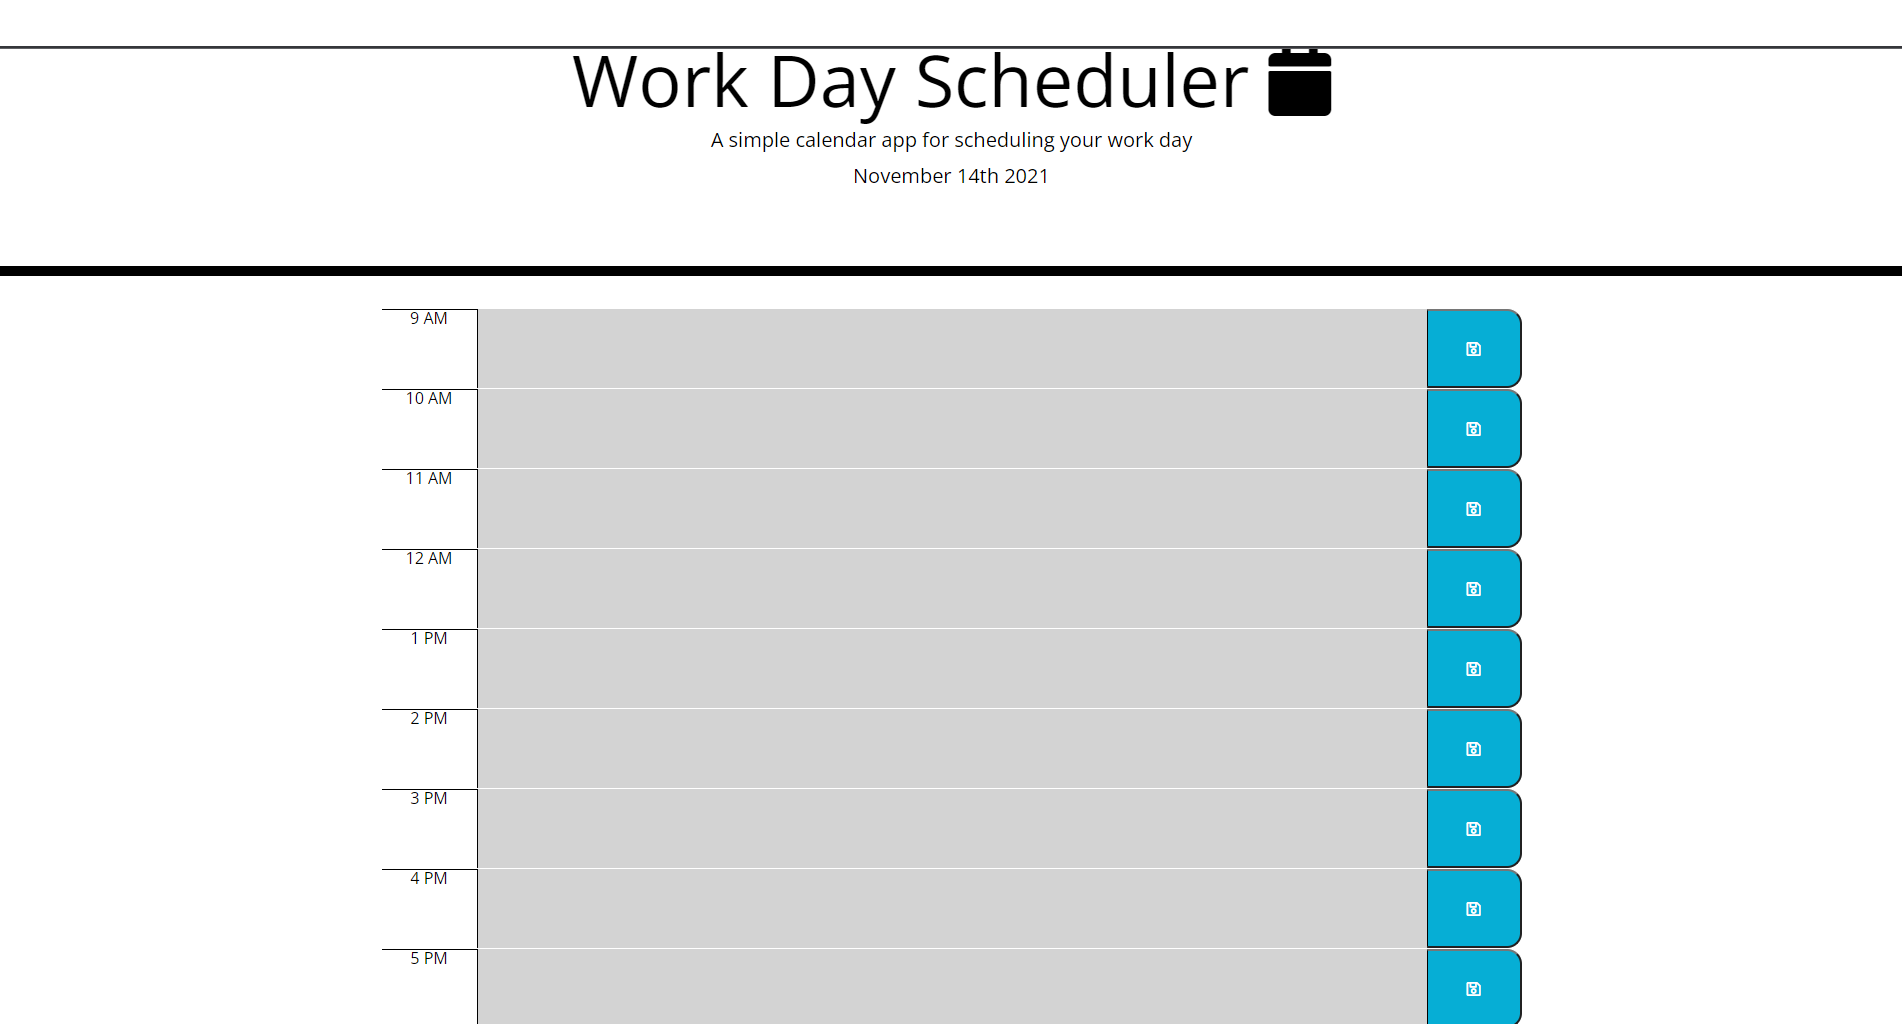 Work Day Scheduler
A simple calendar app for scheduling your work day
November 14th 2021
9 AM
10 AM
11 AM
12 AM
1 PM
2 PM
3 PM
4 PM
5 PM